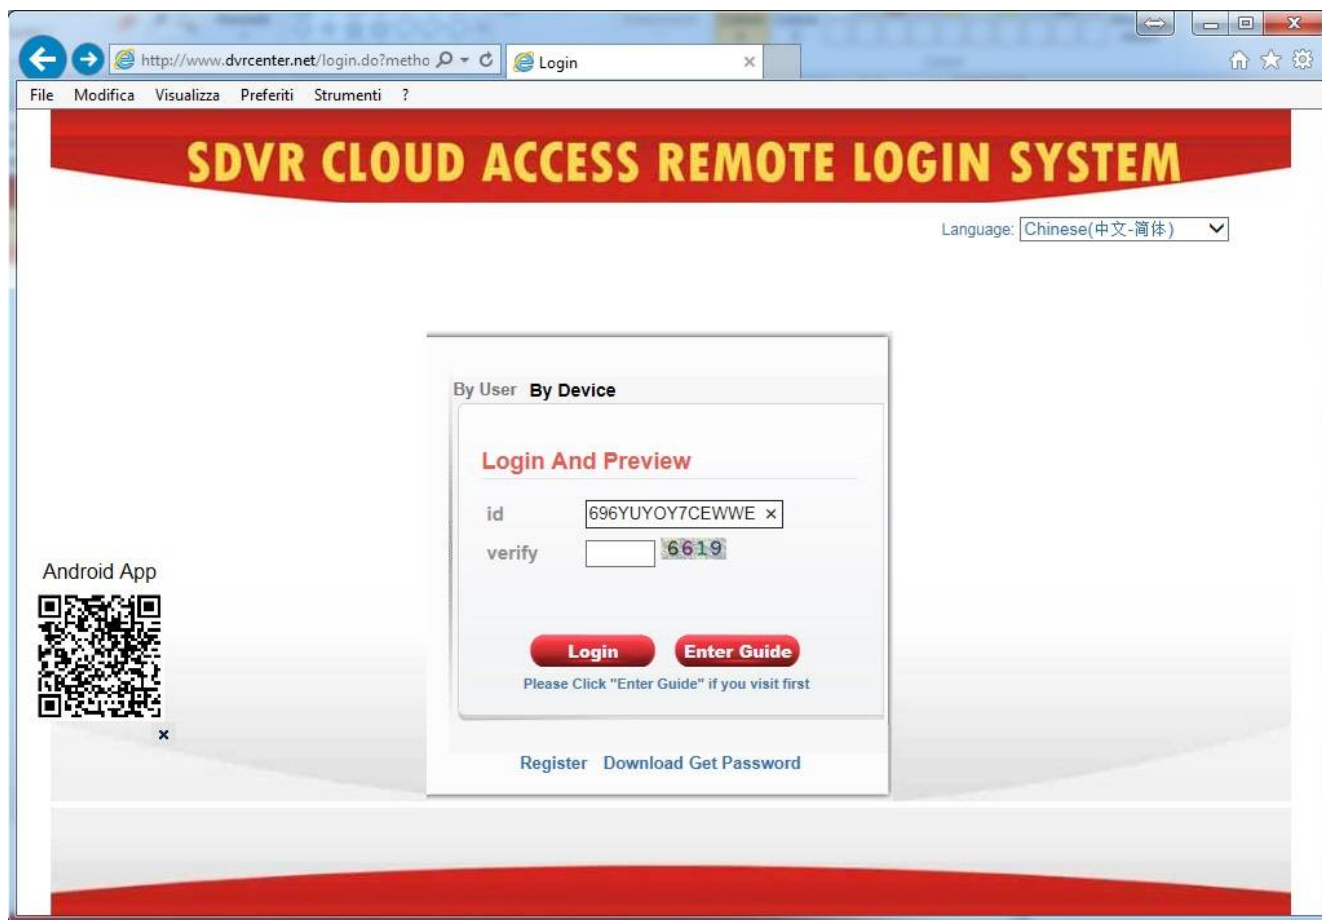 http://www.dvrcenter.net/login.do?metho
Login
File Modifica Visualizza Preferiti Strumenti ?
SDVR CLOUD ACCESS REMOTE LOGIN SYSTEM
Language: Chinese(中文-简体)
By User By Device
Login And Preview
id 696YUYOY7CEWWE
verify 6619
Android App
Login Enter Guide
Please Click "Enter Guide" if you visit first
Register Download Get Password